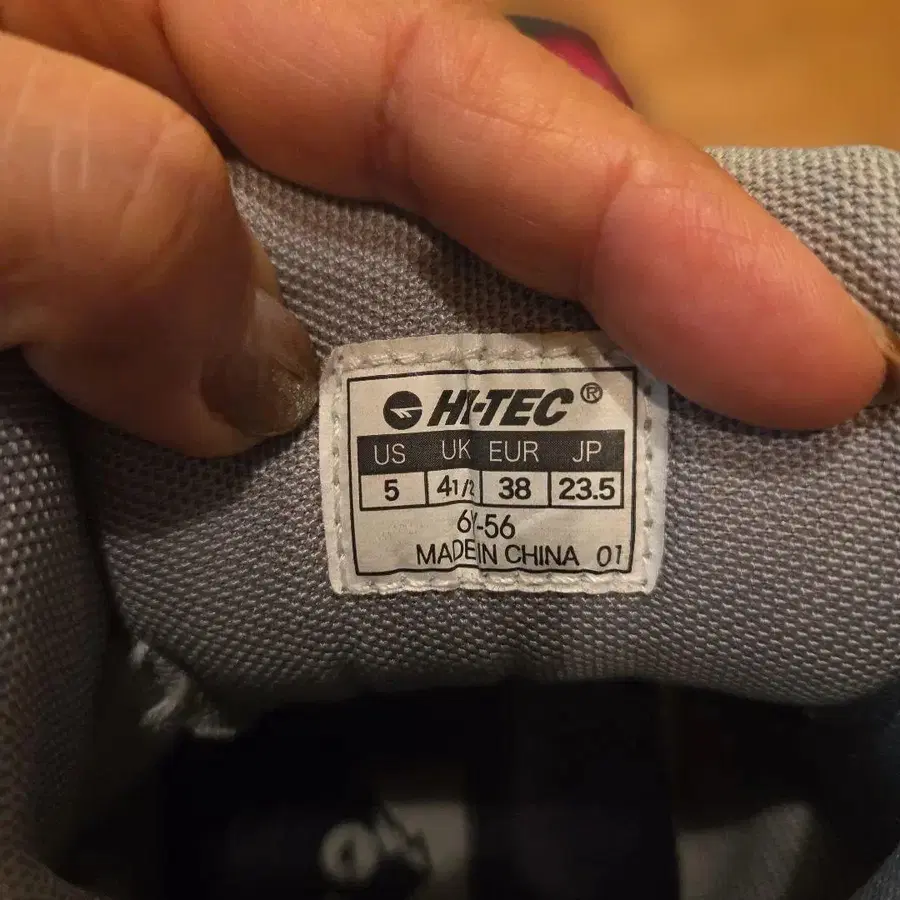 HI-TEC®
US UK EUR JP
5 4 1/2 38 23.5
6Y-56
MADE IN CHINA 01